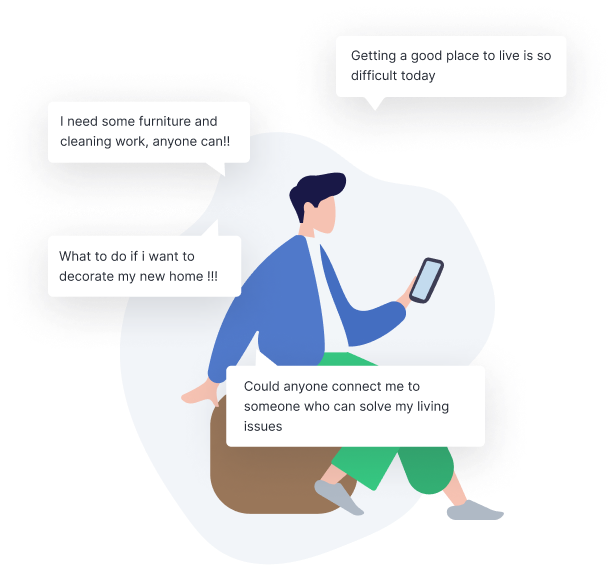 Getting a good place to live is so
difficult today
I need some furniture and
cleaning work, anyone can!!
What to do if i want to
decorate my new home !!!
Could anyone connect me to
someone who can solve my living
issues